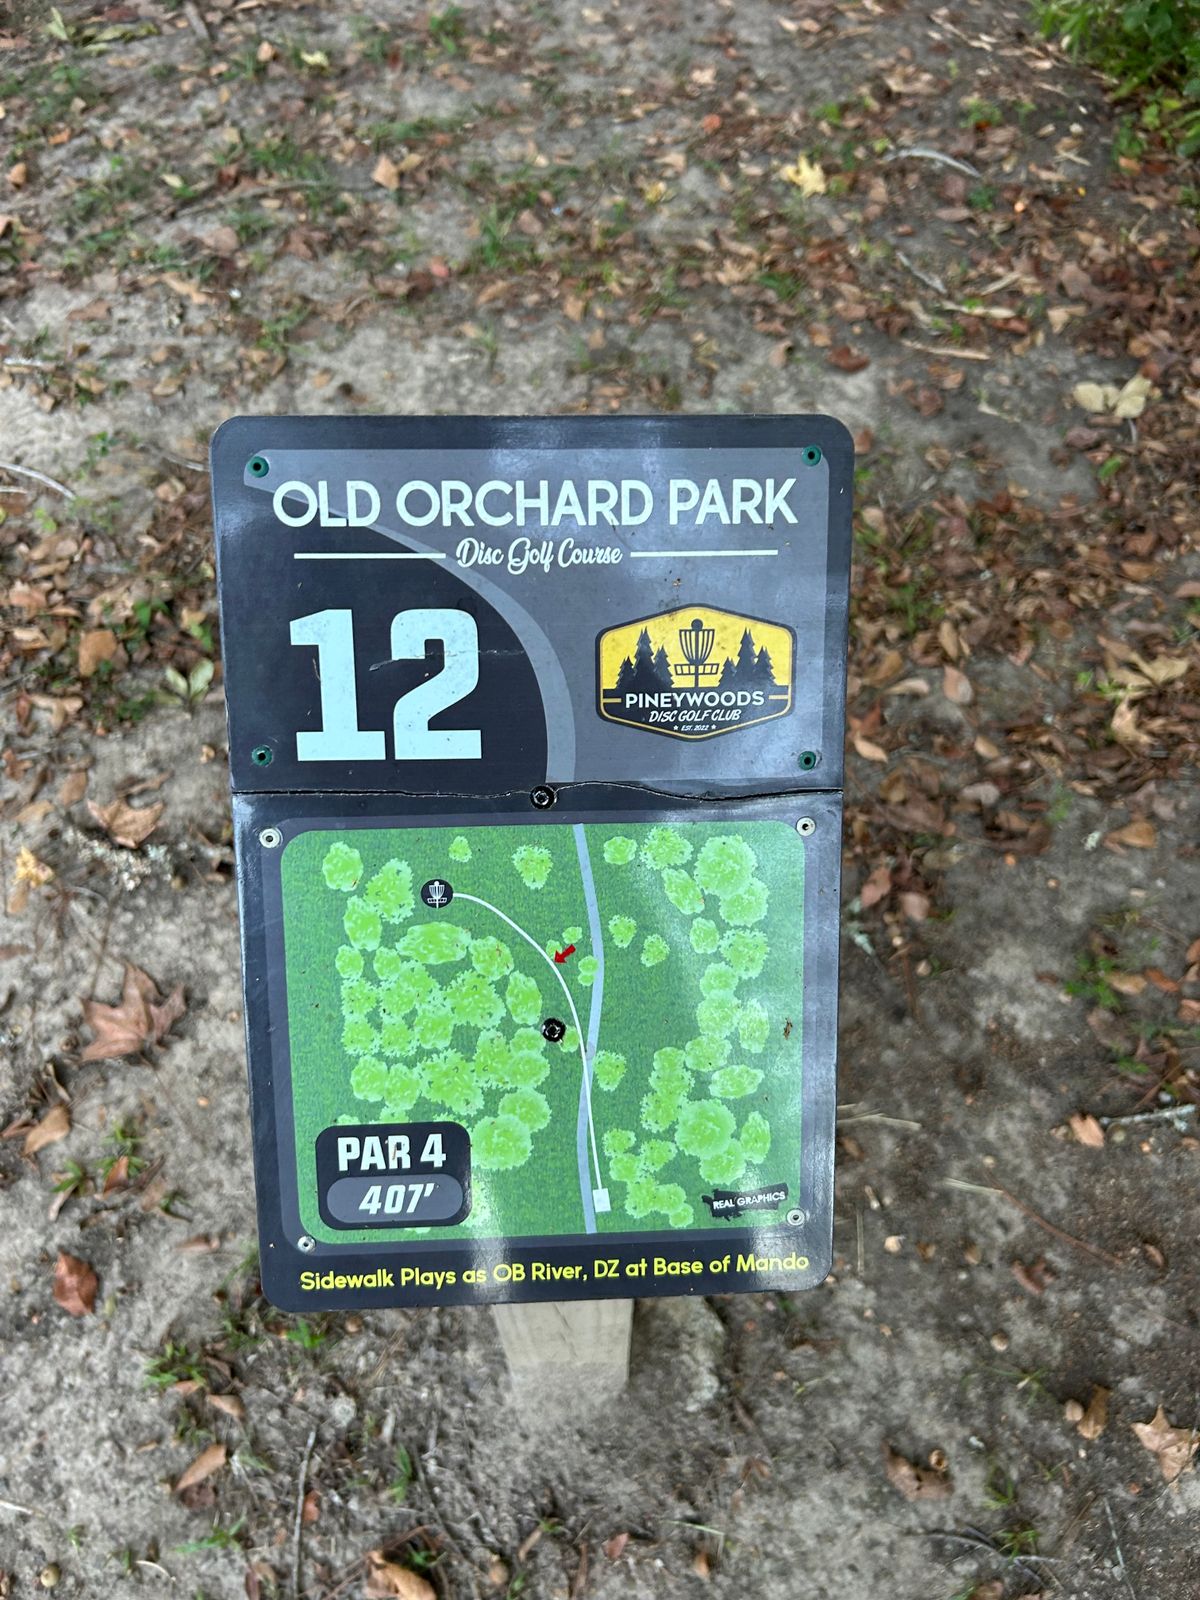 OLD ORCHARD PARK
Disc Golf Course
12
PINEYWOODS
DISC GOLF CLUB
EST. 2022
PAR 4
407'
REAL GRAPHICS
Sidewalk Plays as OB River, DZ at Base of Mando